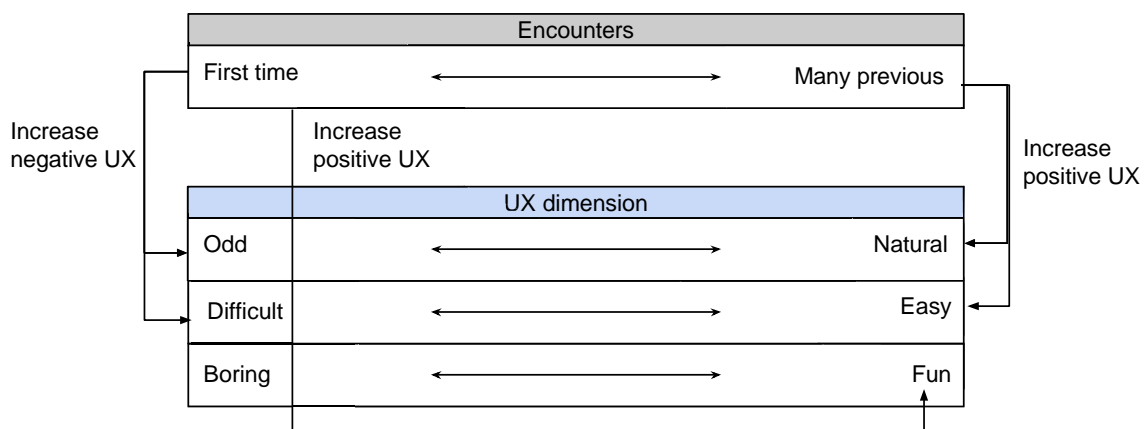 Encounters
First time
Many previous
Increase
negative UX
Increase
positive UX
Increase
positive UX
UX dimension
Odd
Natural
Difficult
Easy
Boring
Fun